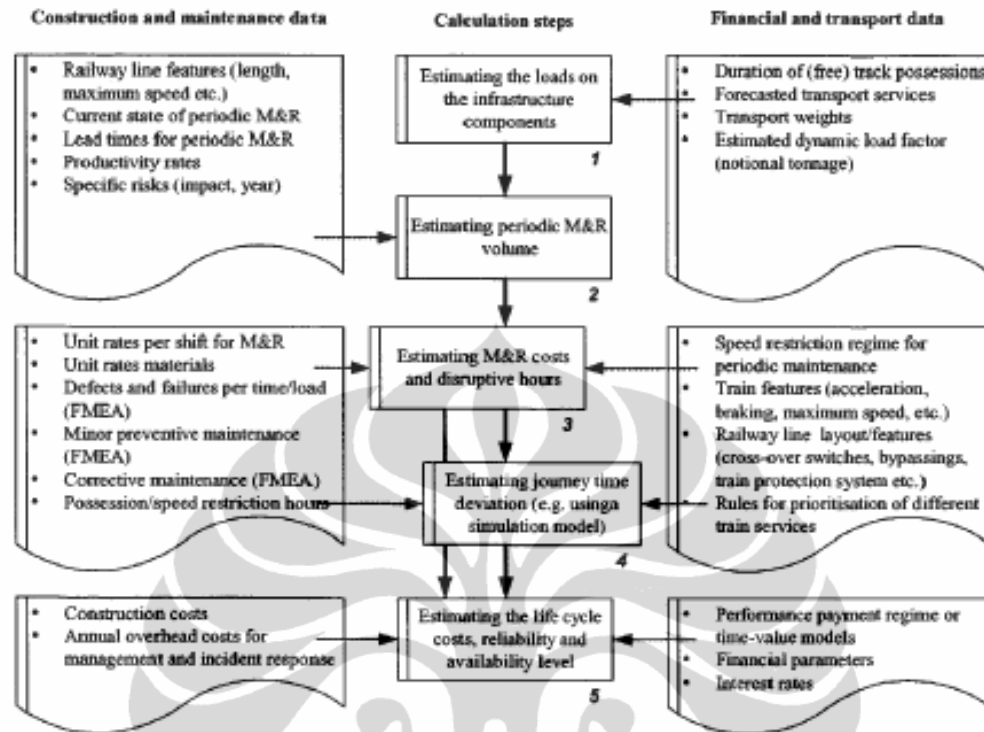 Construction and maintenance data
Calculation steps
Financial and transport data
• Railway line features (length,
maximum speed etc.)
• Current state of periodic M&R
• Lead times for periodic M&R
• Productivity rates
• Specific risks (impact, year)
Estimating the loads on
the infrastructure
components
1
• Duration of (free) track possessions
• Forecasted transport services
• Transport weights
• Estimated dynamic load factor
(notional tonnage)
Estimating periodic M&R
volume
2
• Unit rates per shift for M&R
• Unit rates materials
• Defects and failures per time/load
(FMEA)
• Minor preventive maintenance
(FMEA)
• Corrective maintenance (FMEA)
• Possession/speed restriction hours
Estimating M&R costs
and disruptive hours
3
Estimating journey time
deviation (e.g. usinga
simulation model)
4
• Speed restriction regime for
periodic maintenance
• Train features (acceleration,
braking, maximum speed, etc.)
• Railway line layout/features
(cross-over switches, bypassings,
train protection system etc.)
• Rules for prioritisation of different
train services
• Construction costs
• Annual overhead costs for
management and incident response
Estimating the life cycle
costs, reliability and
availability level
5
• Performance payment regime or
time-value models
• Financial parameters
• Interest rates